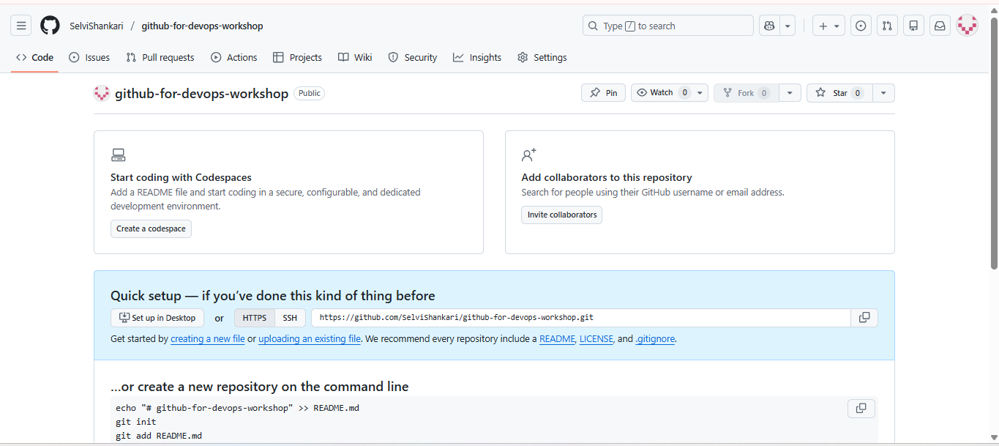 SelviShankari / github-for-devops-workshop
Type / to search
Code Issues Pull requests Actions Projects Wiki Security Insights Settings
github-for-devops-workshop Public
Pin Watch 0 Fork 0 Star 0
Start coding with Codespaces
Add a README file and start coding in a secure, configurable, and dedicated
development environment.
Create a codespace
Add collaborators to this repository
Search for people using their GitHub username or email address.
Invite collaborators
Quick setup — if you’ve done this kind of thing before
Set up in Desktop or HTTPS SSH https://github.com/SelviShankari/github-for-devops-workshop.git
Get started by creating a new file or uploading an existing file. We recommend every repository include a README, LICENSE, and .gitignore.
…or create a new repository on the command line
echo "# github-for-devops-workshop" >> README.md
git init
git add README.md